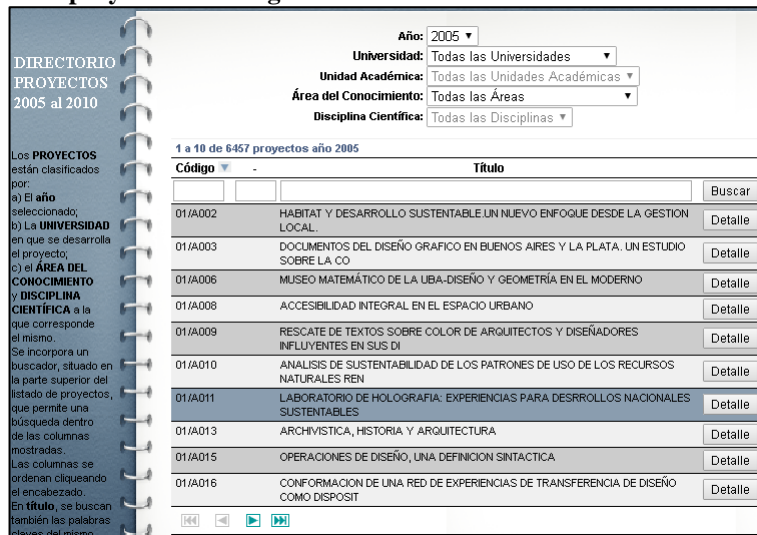 DIRECTORIO
PROYECTOS
2005 al 2010
Los PROYECTOS
están clasificados
por:
a) El año
seleccionado;
b) La UNIVERSIDAD
en que se desarrolla
el proyecto;
c) el ÁREA DEL
CONOCIMIENTO
y DISCIPLINA
CIENTÍFICA a la
que corresponde
el mismo.
Se incorpora un
buscador, situado en
la parte superior del
listado de proyectos,
que permite una
búsqueda dentro
de las columnas
mostradas.
Las columnas se
ordenan cliqueando
el encabezado.
En título, se buscan
también las palabras
claves del mismo
Año: 2005
Universidad: Todas las Universidades
Unidad Académica: Todas las Unidades Académicas
Área del Conocimiento: Todas las Áreas
Disciplina Científica: Todas las Disciplinas
1 a 10 de 6457 proyectos año 2005
Código - Título
Buscar
01/A002 HABITAT Y DESARROLLO SUSTENTABLE.UN NUEVO ENFOQUE DESDE LA GESTION Detalle
LOCAL.
01/A003 DOCUMENTOS DEL DISEÑO GRAFICO EN BUENOS AIRES Y LA PLATA. UN ESTUDIO Detalle
SOBRE LA CO
01/A006 MUSEO MATEMÁTICO DE LA UBA-DISEÑO Y GEOMETRÍA EN EL MODERNO Detalle
01/A008 ACCESIBILIDAD INTEGRAL EN EL ESPACIO URBANO Detalle
01/A009 RESCATE DE TEXTOS SOBRE COLOR DE ARQUITECTOS Y DISEÑADORES Detalle
INFLUYENTES EN SUS DI
01/A010 ANALISIS DE SUSTENTABILIDAD DE LOS PATRONES DE USO DE LOS RECURSOS Detalle
NATURALES REN
01/A011 LABORATORIO DE HOLOGRAFIA: EXPERIENCIAS PARA DESRROLLOS NACIONALES Detalle
SUSTENTABLES
01/A013 ARCHIVISTICA, HISTORIA Y ARQUITECTURA Detalle
01/A015 OPERACIONES DE DISEÑO, UNA DEFINICION SINTACTICA Detalle
01/A016 CONFORMACION DE UNA RED DE EXPERIENCIAS DE TRANSFERENCIA DE DISEÑO Detalle
COMO DISPOSIT